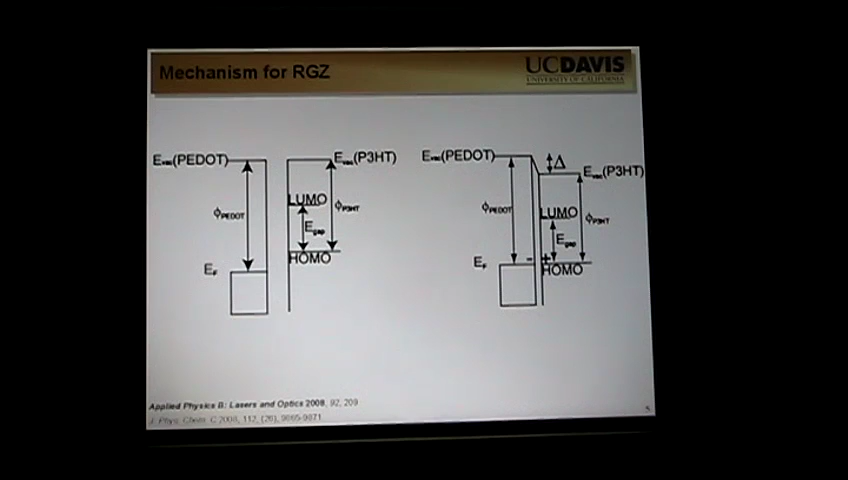 Mechanism for RGZ
UCDAVIS
UNIVERSITY OF CALIFORNIA
Evac(PEDOT)
Evac(P3HT)
LUMO
ϕPEDOT
ϕP3HT
Egap
HOMO
EF
Evac(PEDOT)
Δ
Evac(P3HT)
LUMO
ϕPEDOT
ϕP3HT
Egap
- +
EF
HOMO
Applied Physics B: Lasers and Optics 2008, 92, 209
J. Phys. Chem. C 2008, 112, (26), 9865-9871
5